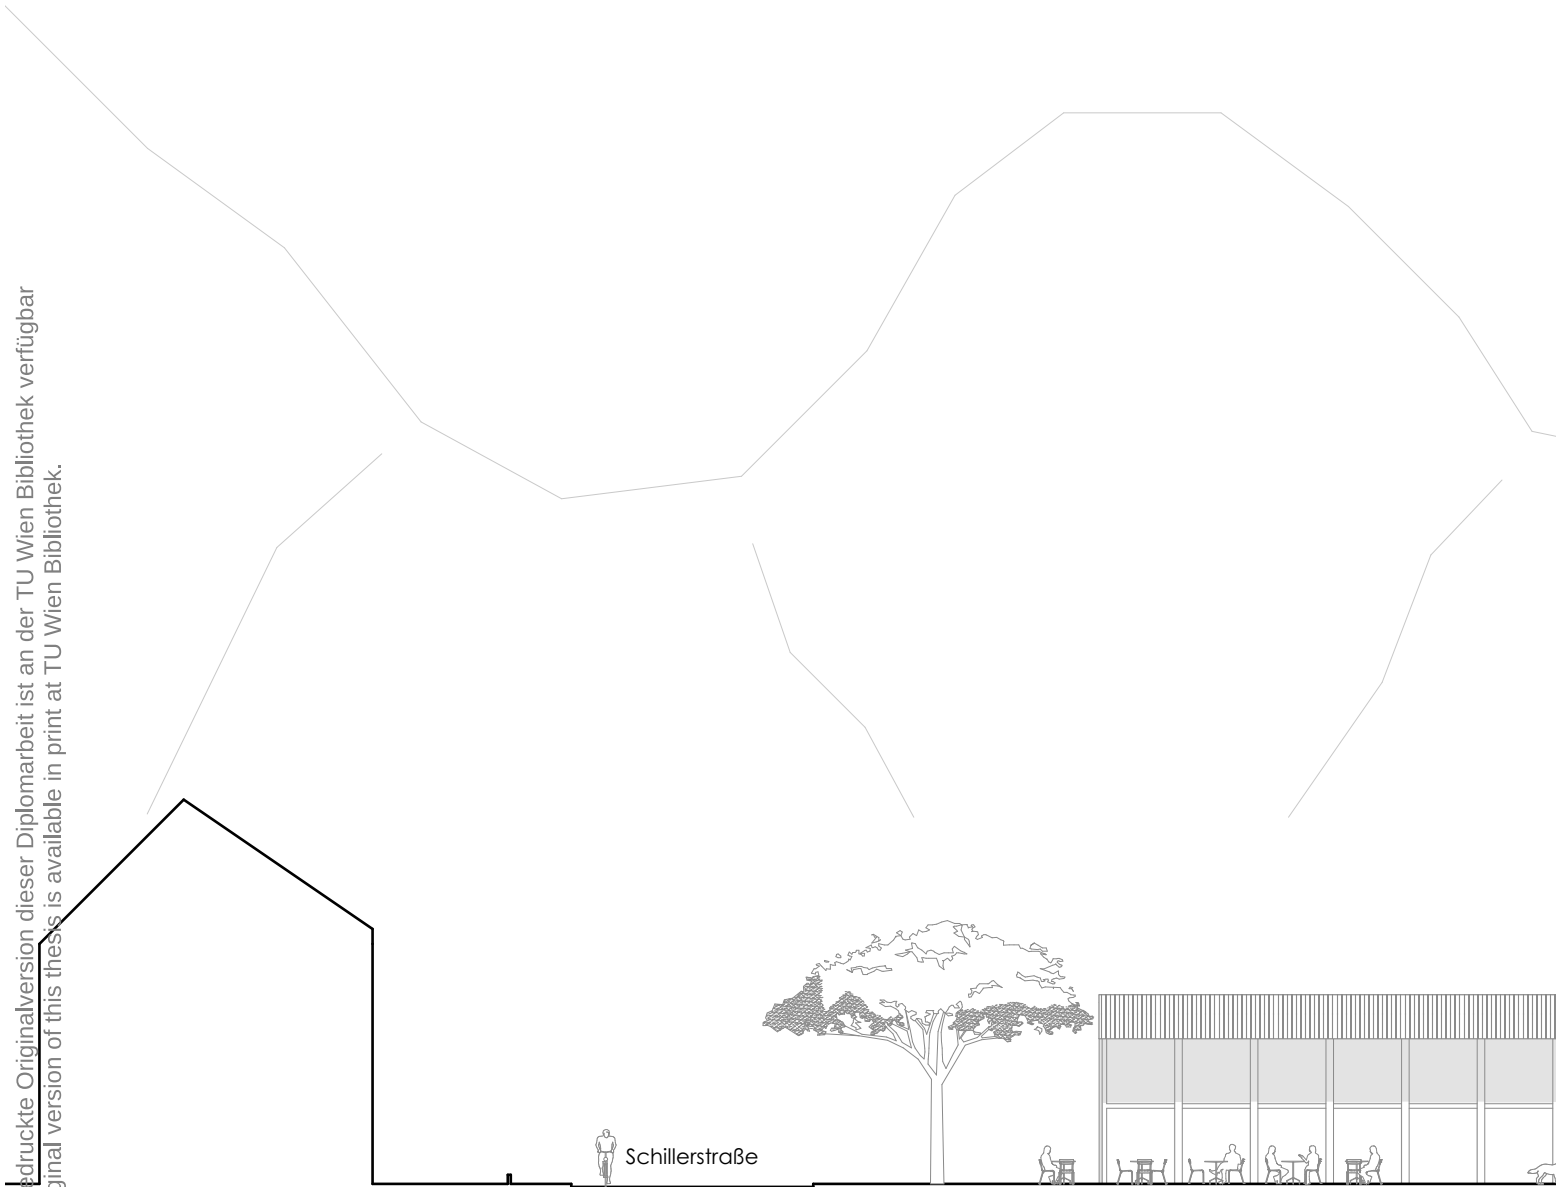 edruckte Originalversion dieser Diplomarbeit ist an der TU Wien Bibliothek verfügbar
ginal version of this thesis is available in print at TU Wien Bibliothek.
Schillerstraße